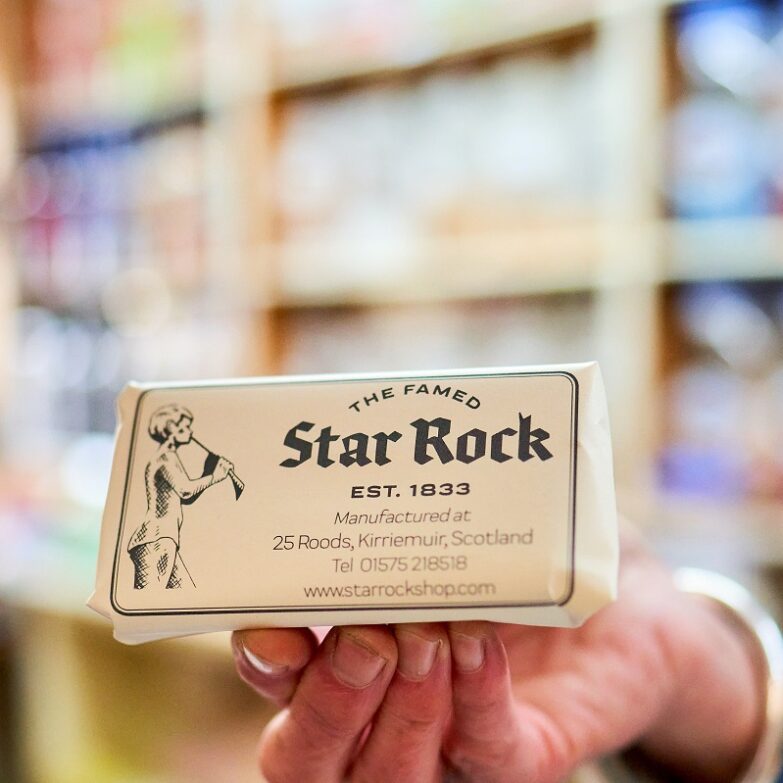 THE FAMED
Star Rock
EST. 1833
Manufactured at
25 Roods, Kirriemuir, Scotland
Tel 01575 218518
www.starrockshop.com